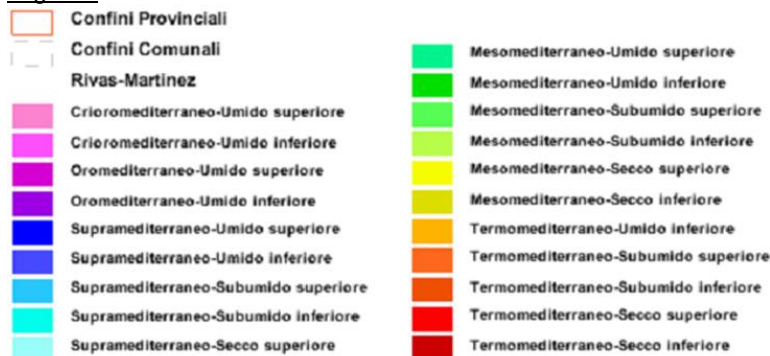 Confini Provinciali
Confini Comunali
Rivas-Martinez
Crioromediterraneo-Umido superiore
Crioromediterraneo-Umido inferiore
Oromediterraneo-Umido superiore
Oromediterraneo-Umido inferiore
Supramediterraneo-Umido superiore
Supramediterraneo-Umido inferiore
Supramediterraneo-Subumido superiore
Supramediterraneo-Subumido inferiore
Supramediterraneo-Secco superiore
Mesomediterraneo-Umido superiore
Mesomediterraneo-Umido inferiore
Mesomediterraneo-Subumido superiore
Mesomediterraneo-Subumido inferiore
Mesomediterraneo-Secco superiore
Mesomediterraneo-Secco inferiore
Termomediterraneo-Umido inferiore
Termomediterraneo-Subumido superiore
Termomediterraneo-Subumido inferiore
Termomediterraneo-Secco superiore
Termomediterraneo-Secco inferiore